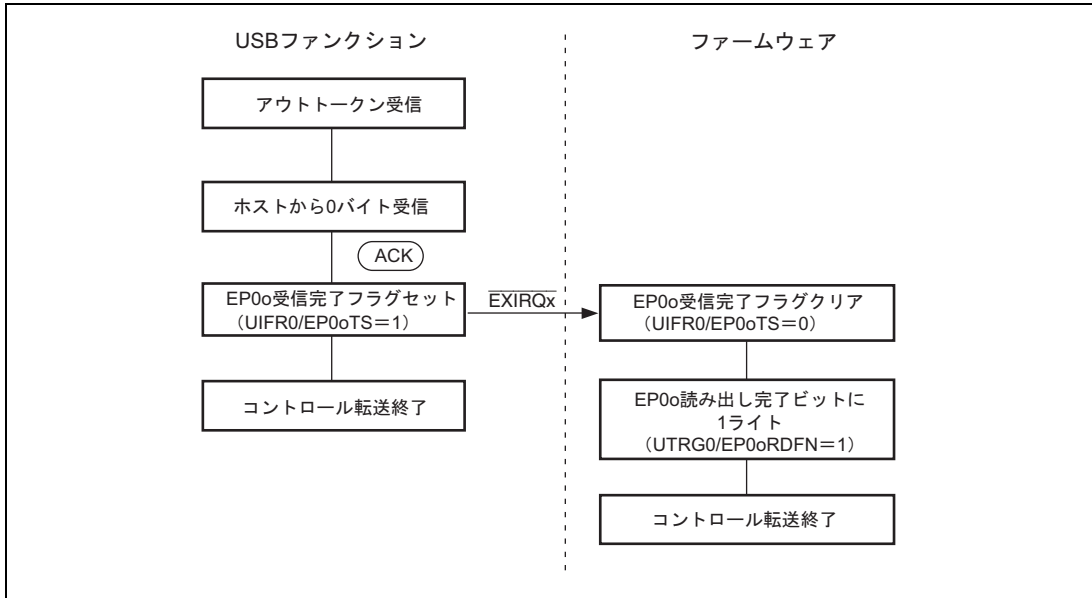 USBファンクション
ファームウェア
アウトトークン受信
ホストから0バイト受信
ACK
EP0o受信完了フラグセット
(UIFR0/EP0oTS=1)
EXIRQx
EP0o受信完了フラグクリア
(UIFR0/EP0oTS=0)
コントロール転送終了
EP0o読み出し完了ビットに
1ライト
(UTRG0/EP0oRDFN=1)
コントロール転送終了